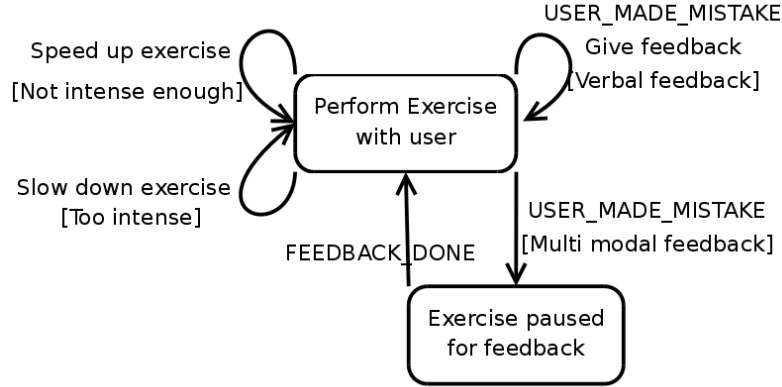 USER_MADE_MISTAKE
Give feedback
[Verbal feedback]
Speed up exercise
[Not intense enough]
Perform Exercise
with user
Slow down exercise
[Too intense]
USER_MADE_MISTAKE
[Multi modal feedback]
FEEDBACK_DONE
Exercise paused
for feedback